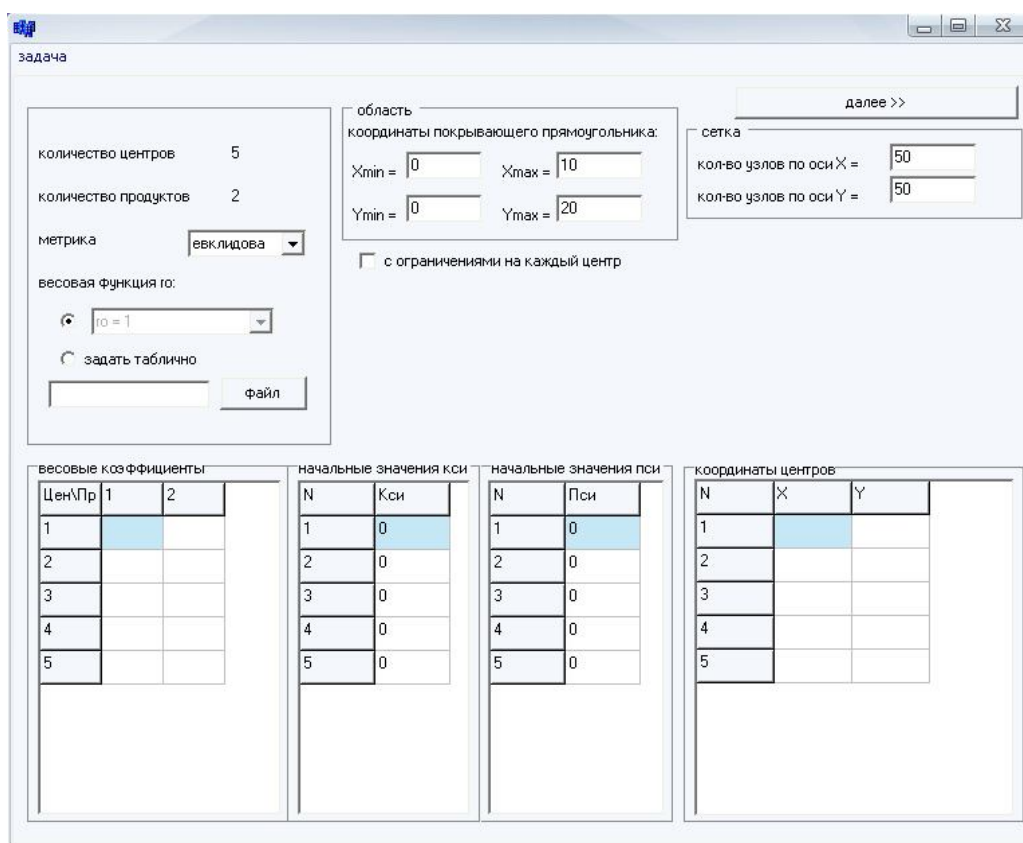 задача
далее >>
количество центров 5
количество продуктов 2
метрика евклидова
весовая функция ro:
ro = 1
задать таблично
файл
область
координаты покрывающего прямоугольника:
Xmin = 0 Xmax = 10
Ymin = 0 Ymax = 20
с ограничениями на каждый центр
сетка
кол-во узлов по оси X = 50
кол-во узлов по оси Y = 50
весовые коэффициенты
Цен\Пр 1 2
1
2
3
4
5
начальные значения кси
N Кси
1 0
2 0
3 0
4 0
5 0
начальные значения пси
N Пси
1 0
2 0
3 0
4 0
5 0
координаты центров
N X Y
1
2
3
4
5